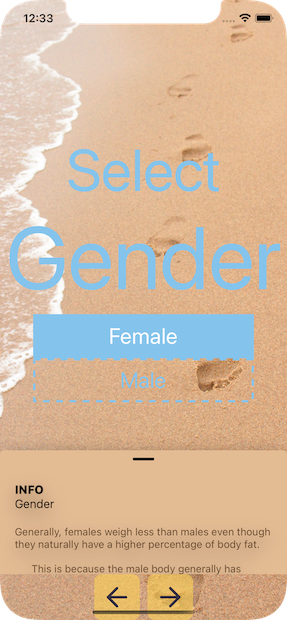 12:33
Select
Gender
Female
Male
INFO
Gender
Generally, females weigh less than males even though
they naturally have a higher percentage of body fat.
This is because the male body generally has